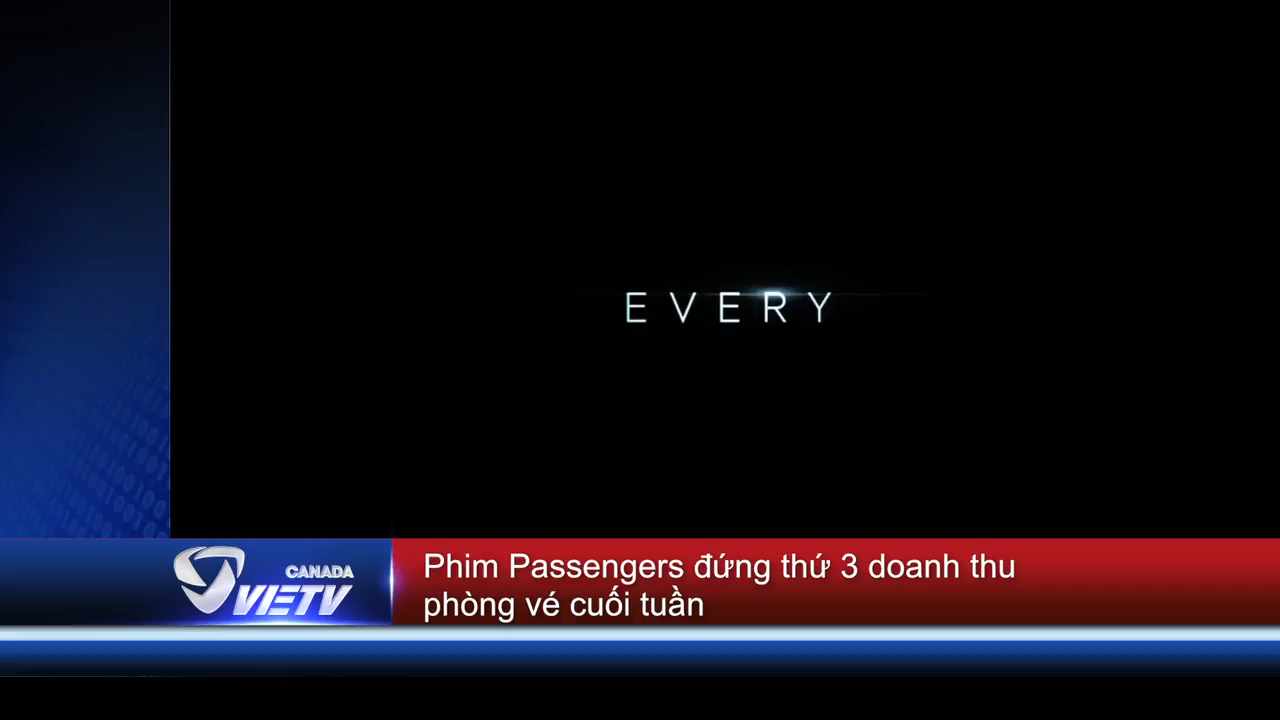 EVERY
CANADA
VIETV
Phim Passengers đứng thứ 3 doanh thu
phòng vé cuối tuần